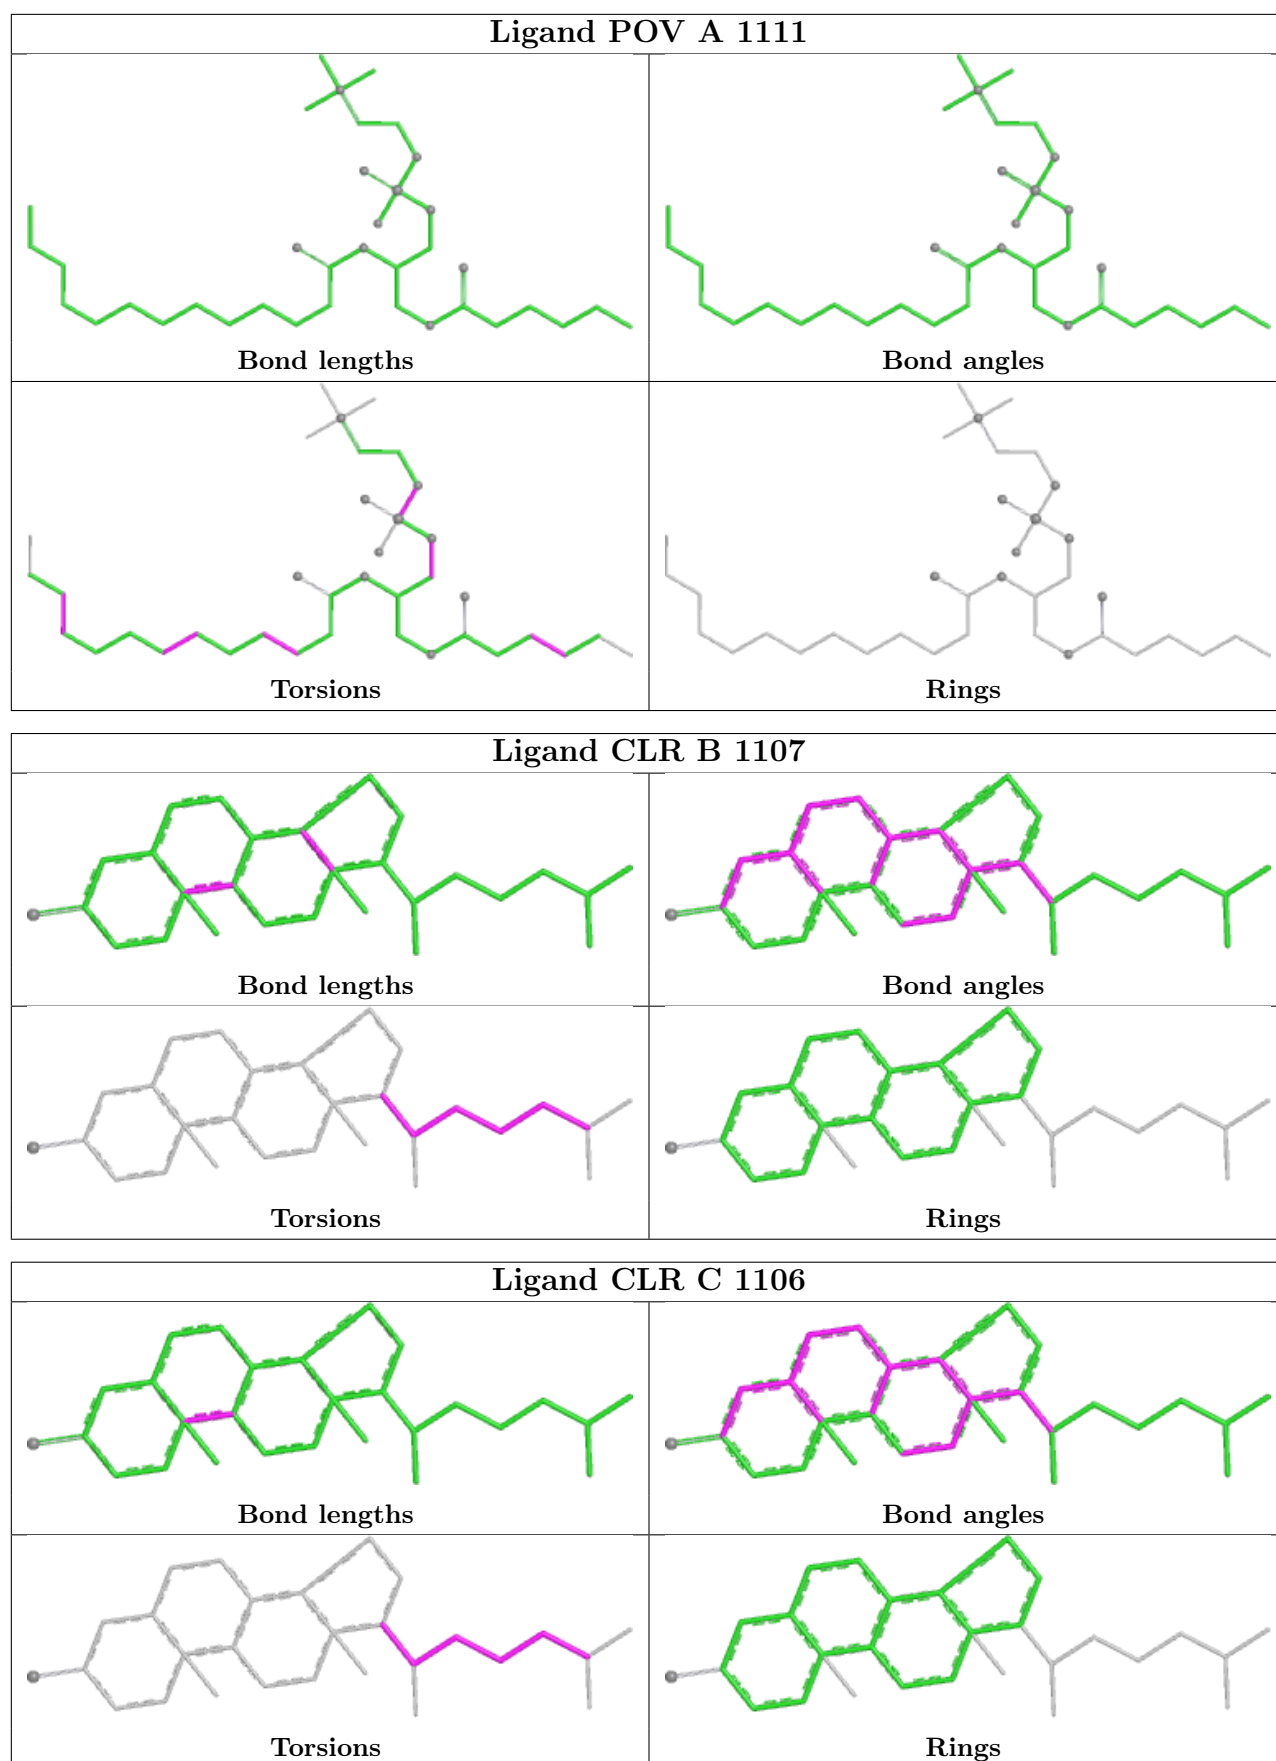 Ligand POV A 1111
Bond lengths
Bond angles
Torsions
Rings
Ligand CLR B 1107
Bond lengths
Bond angles
Torsions
Rings
Ligand CLR C 1106
Bond lengths
Bond angles
Torsions
Rings